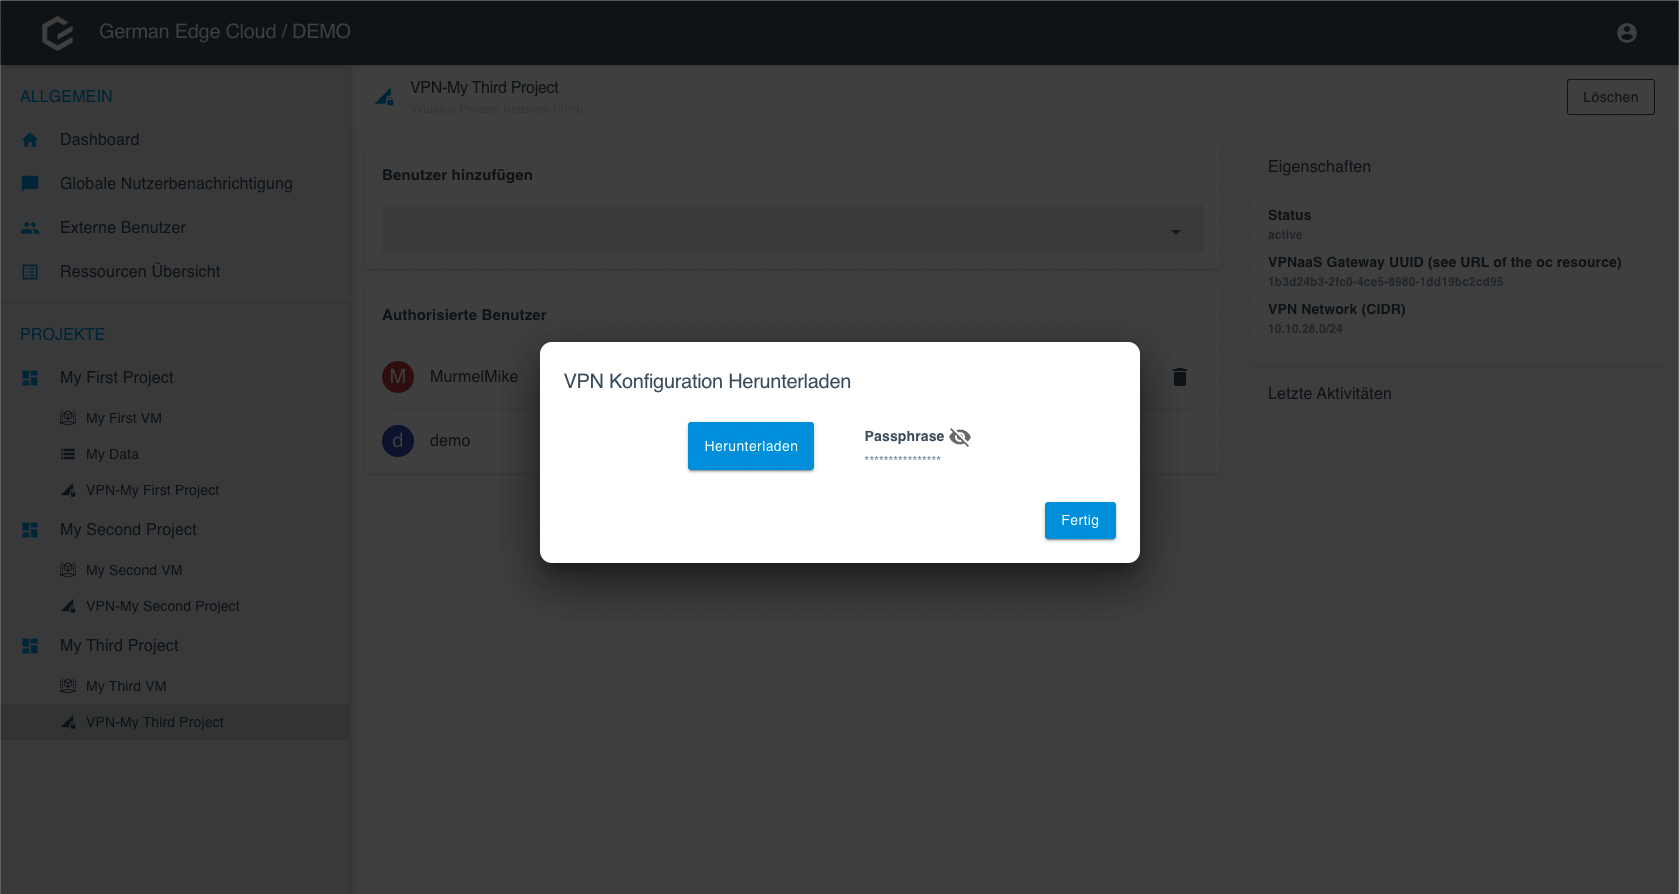 German Edge Cloud / DEMO
ALLGEMEIN
Dashboard
Globale Nutzerbenachrichtigung
Externe Benutzer
Ressourcen Übersicht
PROJEKTE
My First Project
My First VM
My Data
VPN-My First Project
My Second Project
My Second VM
VPN-My Second Project
My Third Project
My Third VM
VPN-My Third Project
VPN-My Third Project
Virtuelles Privates Netzwork (VPN)
Löschen
Benutzer hinzufügen
Authorisierte Benutzer
M MurmelMike
d demo
VPN Konfiguration Herunterladen
Herunterladen
Passphrase
****************
Fertig
Eigenschaften
Status
active
VPNaaS Gateway UUID (see URL of the oc resource)
1b3d24b3-2fc0-4ce5-8980-1dd19bc2cd95
VPN Network (CIDR)
10.10.28.0/24
Letzte Aktivitäten